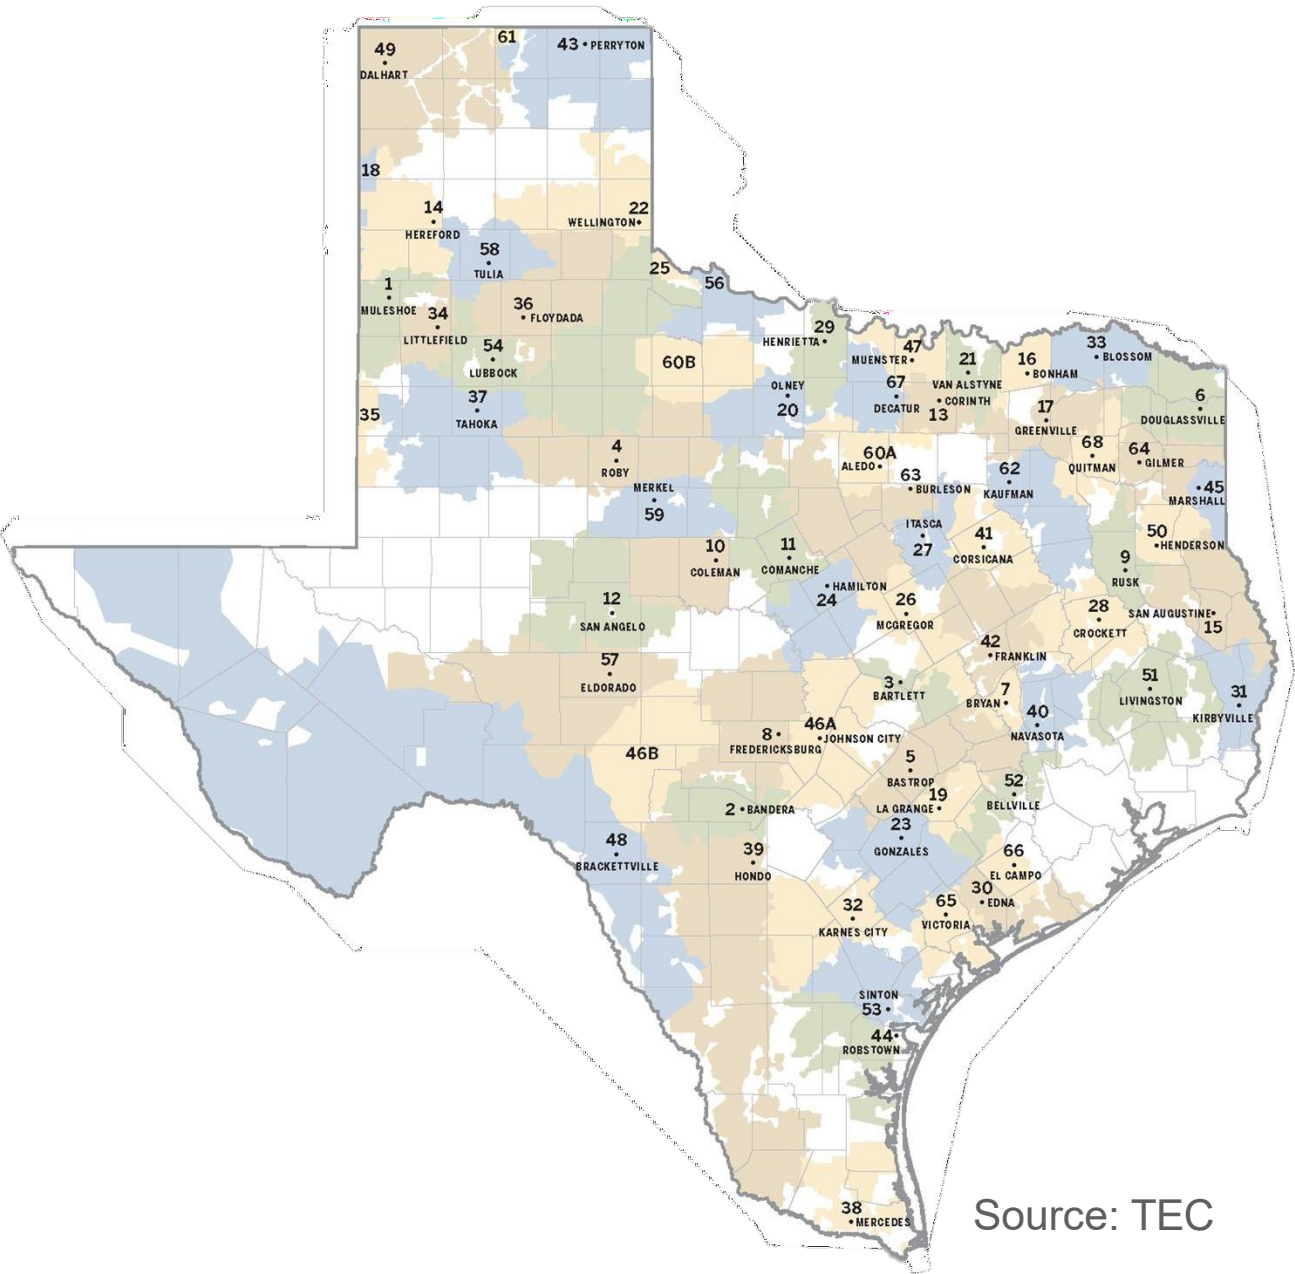 61
49
DALHART
43 PERRYTON
18
14
HEREFORD
22
WELLINGTON
58
TULIA
25
56
1
MULESHOE
34
LITTLEFIELD
36
FLOYDADA
54
LUBBOCK
60B
29
HENRIETTA
47
MUENSTER
21
VAN ALSTYNE
16
BONHAM
33
BLOSSOM
35
37
TAHOKA
OLNEY
20
67
DECATUR
CORINTH
13
17
GREENVILLE
6
DOUGLASSVILLE
4
ROBY
60A
ALEDO
68
QUITMAN
64
GILMER
MERKEL
59
63
BURLESON
62
KAUFMAN
45
MARSHALL
ITASCA
27
41
CORSICANA
50
HENDERSON
10
COLEMAN
11
COMANCHE
9
RUSK
HAMILTON
24
12
SAN ANGELO
26
MCGREGOR
28
CROCKETT
SAN AUGUSTINE
15
57
ELDORADO
42
FRANKLIN
3
BARTLETT
7
BRYAN
51
LIVINGSTON
31
KIRBYVILLE
40
NAVASOTA
8
FREDERICKSBURG
46A
JOHNSON CITY
46B
5
BASTROP
2 BANDERA
19
LA GRANGE
52
BELLVILLE
23
GONZALES
48
BRACKETTVILLE
39
HONDO
66
EL CAMPO
30
EDNA
32
KARNES CITY
65
VICTORIA
SINTON
53
44
ROBSTOWN
38
MERCEDES
Source: TEC